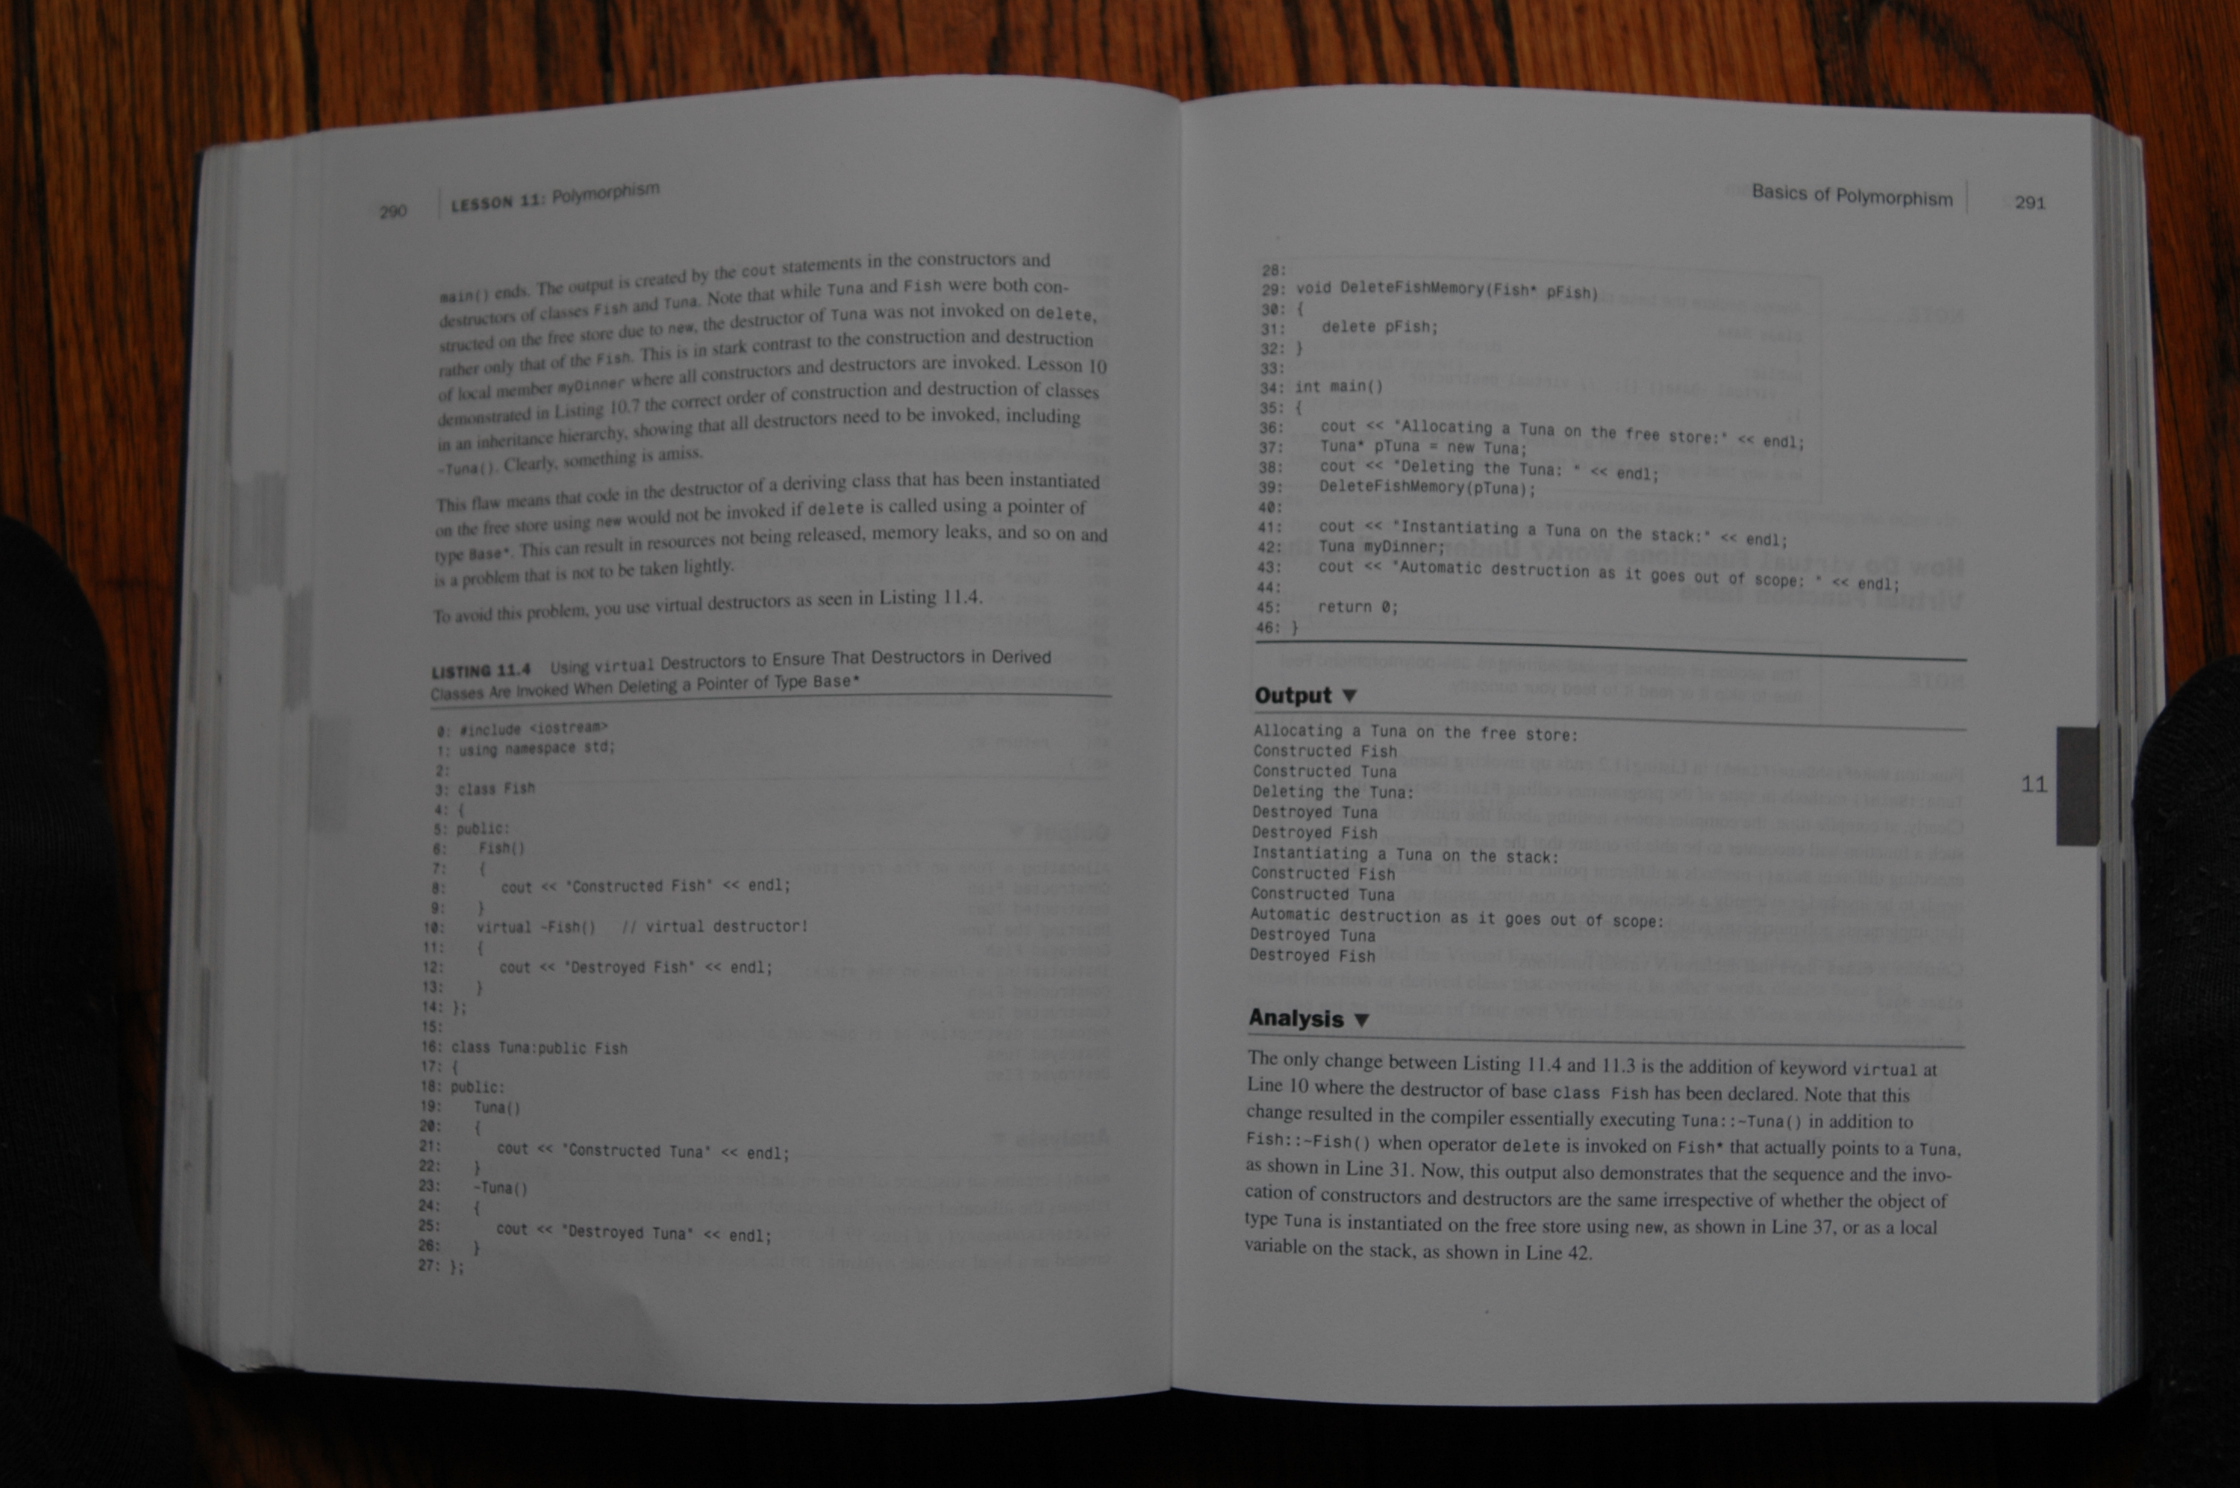 290 LESSON 11: Polymorphism
main() ends. The output is created by the cout statements in the constructors and
destructors of classes Fish and Tuna. Note that while Tuna and Fish were both con-
structed on the free store due to new, the destructor of Tuna was not invoked on delete,
rather only that of the Fish. This is in stark contrast to the construction and destruction
of local member myDinner where all constructors and destructors are invoked. Lesson 10
demonstrated in Listing 10.7 the correct order of construction and destruction of classes
in an inheritance hierarchy, showing that all destructors need to be invoked, including
~Tuna(). Clearly, something is amiss.
This flaw means that code in the destructor of a deriving class that has been instantiated
on the free store using new would not be invoked if delete is called using a pointer of
type Base*. This can result in resources not being released, memory leaks, and so on and
is a problem that is not to be taken lightly.
To avoid this problem, you use virtual destructors as seen in Listing 11.4.
LISTING 11.4 Using virtual Destructors to Ensure That Destructors in Derived
Classes Are Invoked When Deleting a Pointer of Type Base*
0: #include <iostream>
1: using namespace std;
2:
3: class Fish
4: {
5: public:
6: Fish()
7: {
8: cout << "Constructed Fish" << endl;
9: }
10: virtual ~Fish() // virtual destructor!
11: {
12: cout << "Destroyed Fish" << endl;
13: }
14: };
15:
16: class Tuna:public Fish
17: {
18: public:
19: Tuna()
20: {
21: cout << "Constructed Tuna" << endl;
22: }
23: ~Tuna()
24: {
25: cout << "Destroyed Tuna" << endl;
26: }
27: };
Basics of Polymorphism 291
28:
29: void DeleteFishMemory(Fish* pFish)
30: {
31: delete pFish;
32: }
33:
34: int main()
35: {
36: cout << "Allocating a Tuna on the free store:" << endl;
37: Tuna* pTuna = new Tuna;
38: cout << "Deleting the Tuna: " << endl;
39: DeleteFishMemory(pTuna);
40:
41: cout << "Instantiating a Tuna on the stack:" << endl;
42: Tuna myDinner;
43: cout << "Automatic destruction as it goes out of scope: " << endl;
44:
45: return 0;
46: }
Output ▼
Allocating a Tuna on the free store:
Constructed Fish
Constructed Tuna
Deleting the Tuna:
Destroyed Tuna
Destroyed Fish
Instantiating a Tuna on the stack:
Constructed Fish
Constructed Tuna
Automatic destruction as it goes out of scope:
Destroyed Tuna
Destroyed Fish
Analysis ▼
The only change between Listing 11.4 and 11.3 is the addition of keyword virtual at
Line 10 where the destructor of base class Fish has been declared. Note that this
change resulted in the compiler essentially executing Tuna::~Tuna() in addition to
Fish::~Fish() when operator delete is invoked on Fish* that actually points to a Tuna,
as shown in Line 31. Now, this output also demonstrates that the sequence and the invo-
cation of constructors and destructors are the same irrespective of whether the object of
type Tuna is instantiated on the free store using new, as shown in Line 37, or as a local
variable on the stack, as shown in Line 42.
11